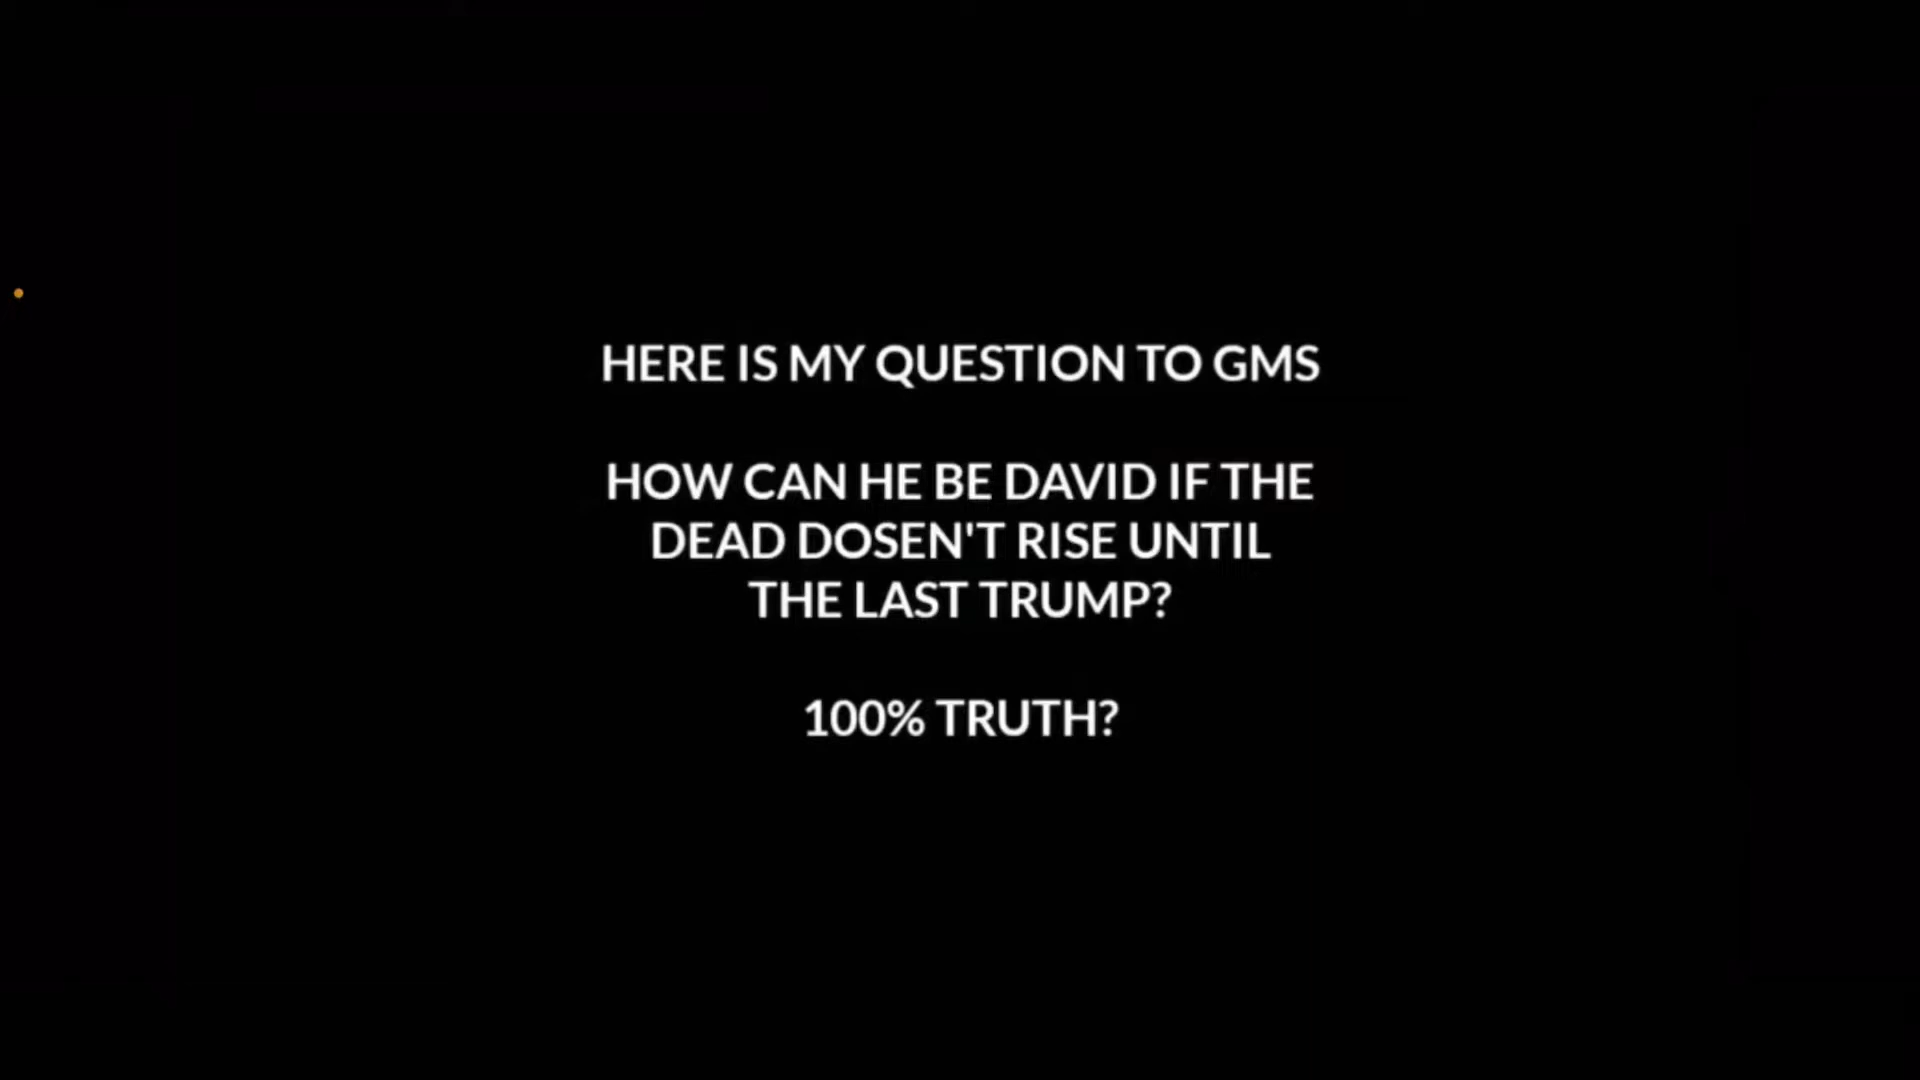 HERE IS MY QUESTION TO GMS
HOW CAN HE BE DAVID IF THE
DEAD DOSEN'T RISE UNTIL
THE LAST TRUMP?
100% TRUTH?